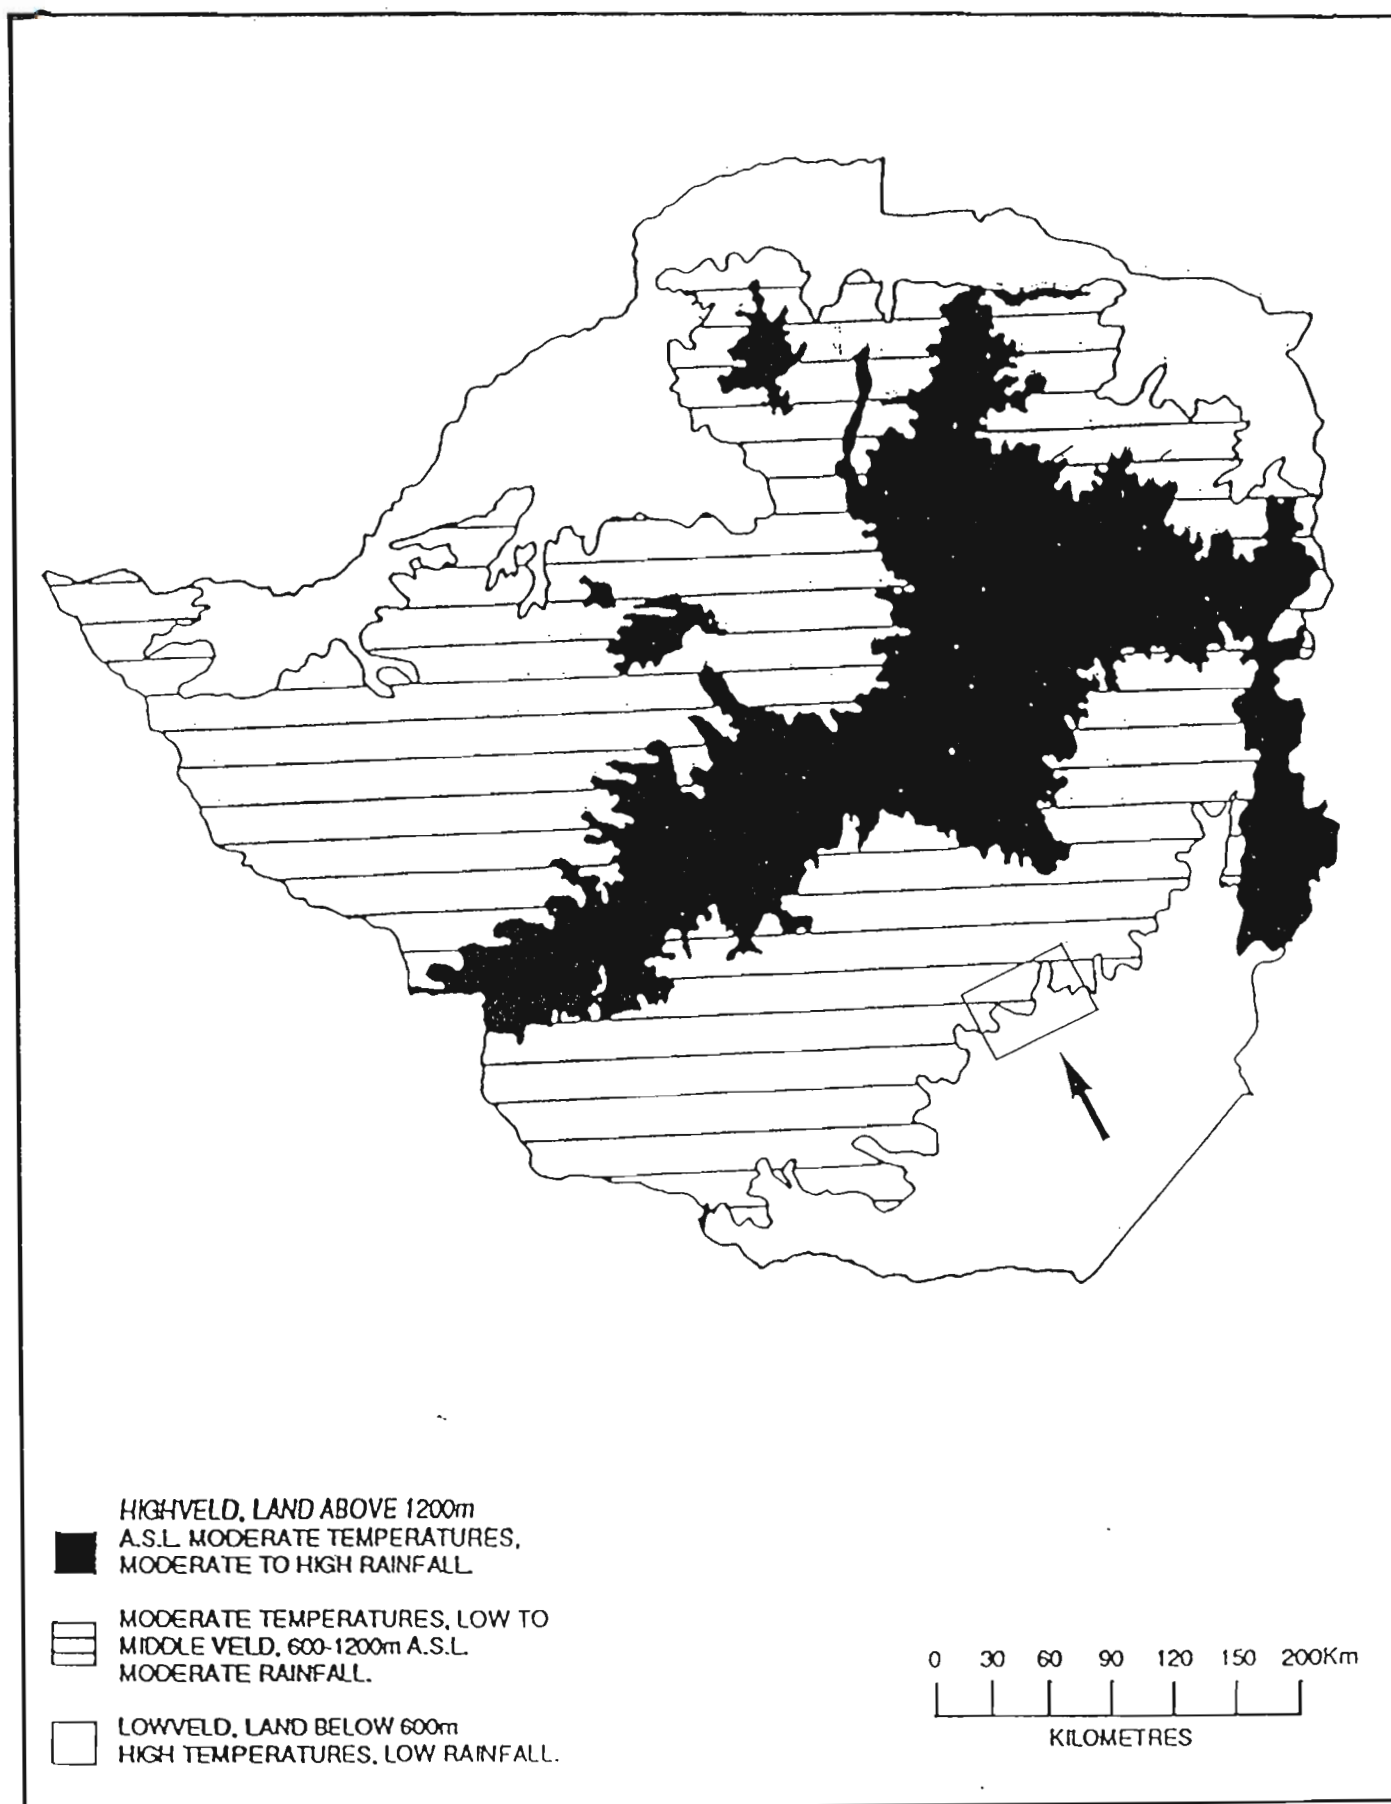 HIGHVELD, LAND ABOVE 1200m
A.S.L. MODERATE TEMPERATURES,
MODERATE TO HIGH RAINFALL.
MODERATE TEMPERATURES, LOW TO
MIDDLE VELD, 600-1200m A.S.L.
MODERATE RAINFALL.
LOWVELD, LAND BELOW 600m
HIGH TEMPERATURES, LOW RAINFALL.
0 30 60 90 120 150 200Km
KILOMETRES